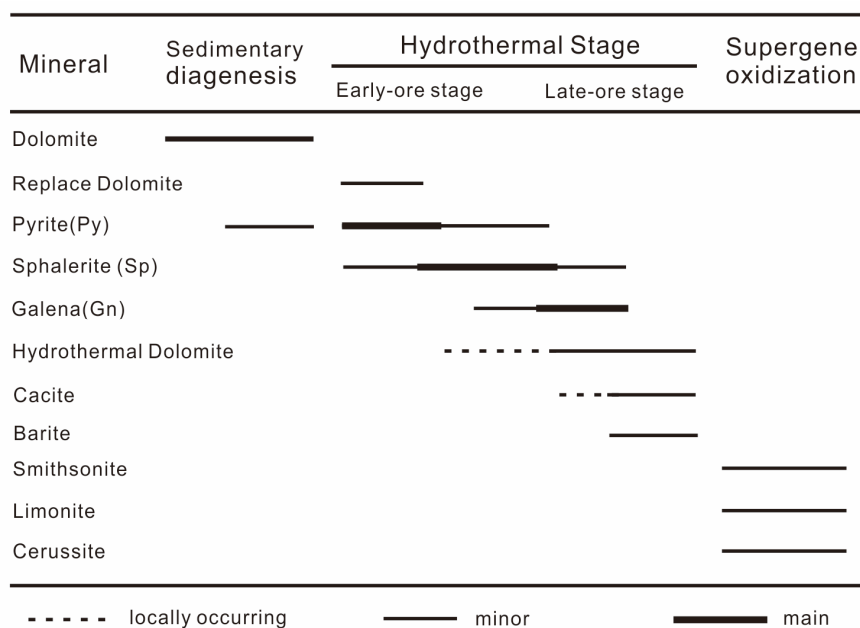 Mineral
Sedimentary
diagenesis
Hydrothermal Stage
Early-ore stage
Late-ore stage
Supergene
oxidization
Dolomite
Replace Dolomite
Pyrite(Py)
Sphalerite (Sp)
Galena(Gn)
Hydrothermal Dolomite
Cacite
Barite
Smithsonite
Limonite
Cerussite
locally occurring
minor
main